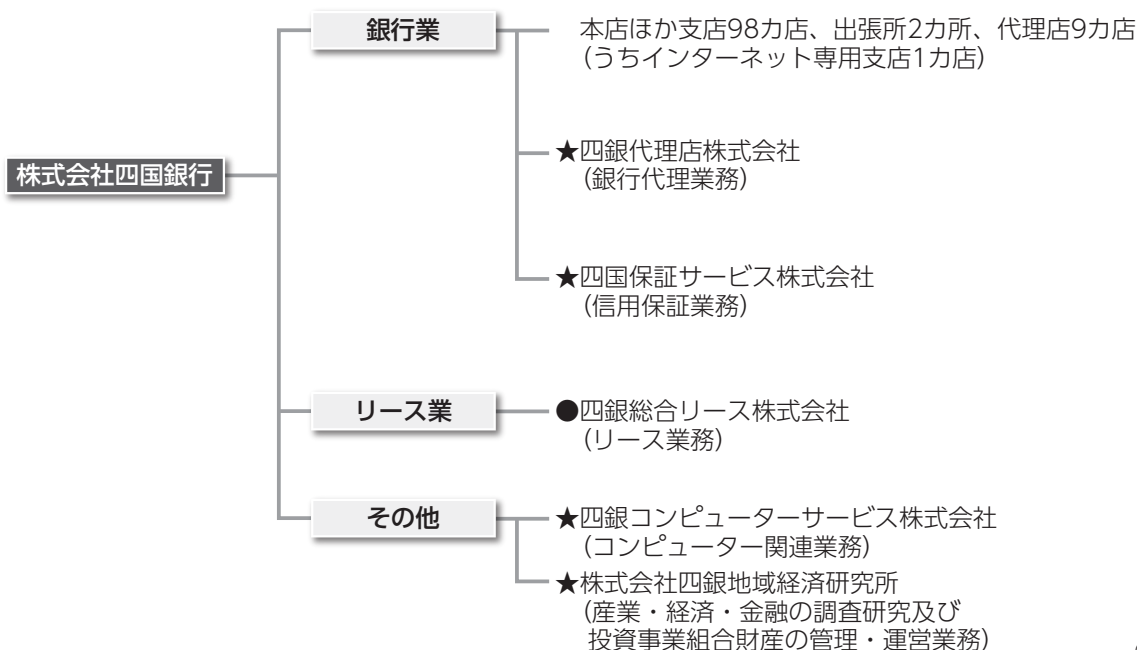 銀行業
本店ほか支店98カ店、出張所2カ所、代理店9カ店
(うちインターネット専用支店1カ店)
★四銀代理店株式会社
(銀行代理業務)
株式会社四国銀行
★四国保証サービス株式会社
(信用保証業務)
リース業
●四銀総合リース株式会社
(リース業務)
その他
★四銀コンピューターサービス株式会社
(コンピューター関連業務)
★株式会社四銀地域経済研究所
(産業・経済・金融の調査研究及び
投資事業組合財産の管理・運営業務)